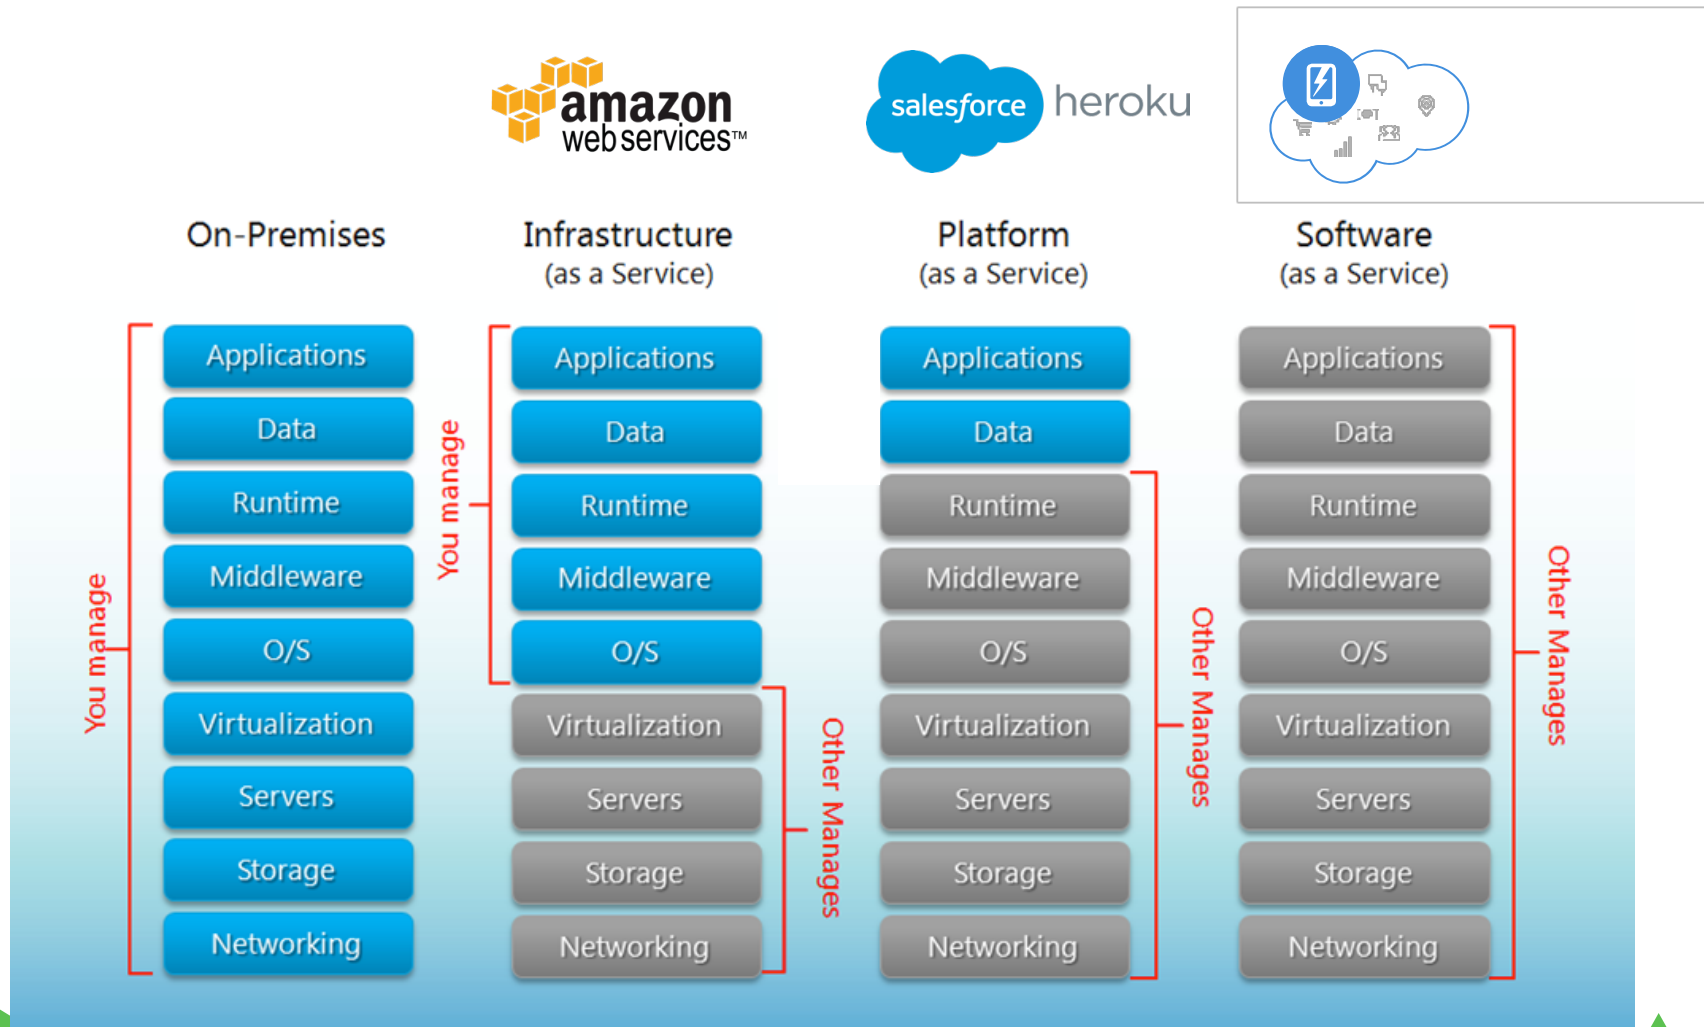 amazon
web services™
salesforce
heroku
IOT
On-Premises
Infrastructure
(as a Service)
Platform
(as a Service)
Software
(as a Service)
You manage
Applications
Data
Runtime
Middleware
O/S
Virtualization
Servers
Storage
Networking
You manage
Applications
Data
Runtime
Middleware
O/S
Virtualization
Servers
Storage
Networking
Other Manages
Applications
Data
Runtime
Middleware
O/S
Virtualization
Servers
Storage
Networking
Other Manages
Applications
Data
Runtime
Middleware
O/S
Virtualization
Servers
Storage
Networking
Other Manages